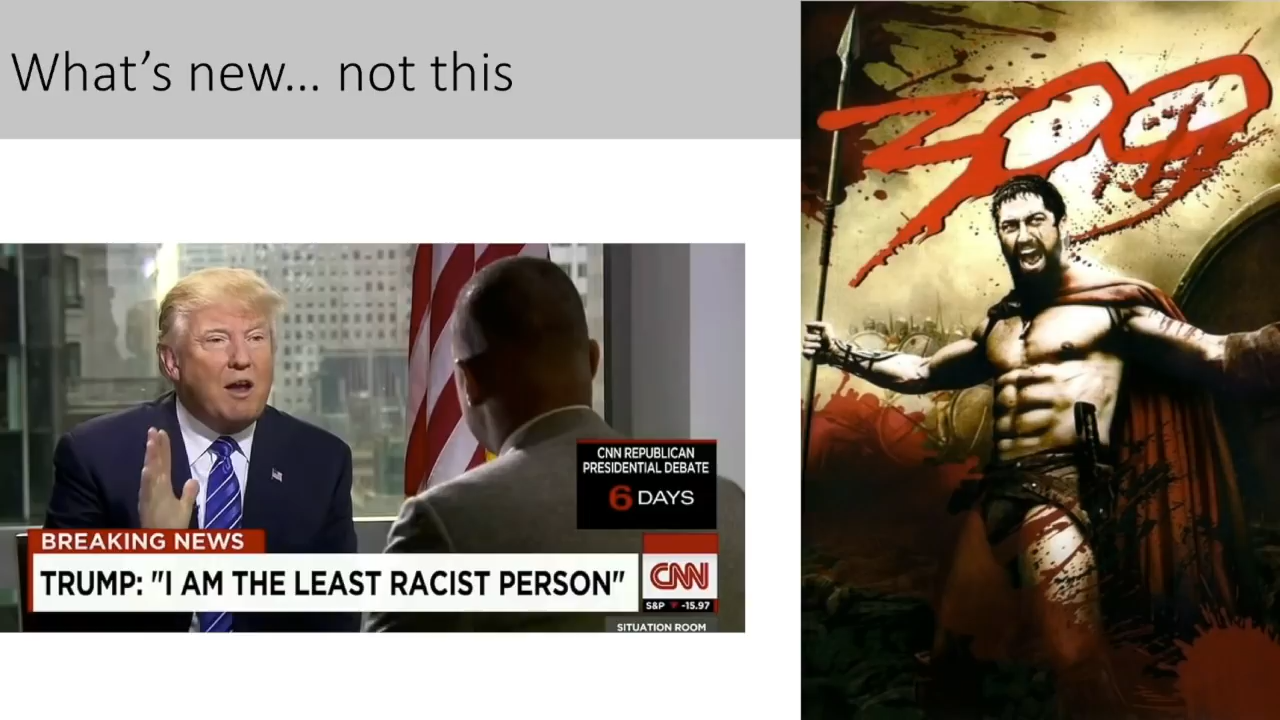 What’s new... not this
300
CNN REPUBLICAN
PRESIDENTIAL DEBATE
6 DAYS
BREAKING NEWS
TRUMP: "I AM THE LEAST RACIST PERSON"
CNN
S&P ▼ -15.97
SITUATION ROOM